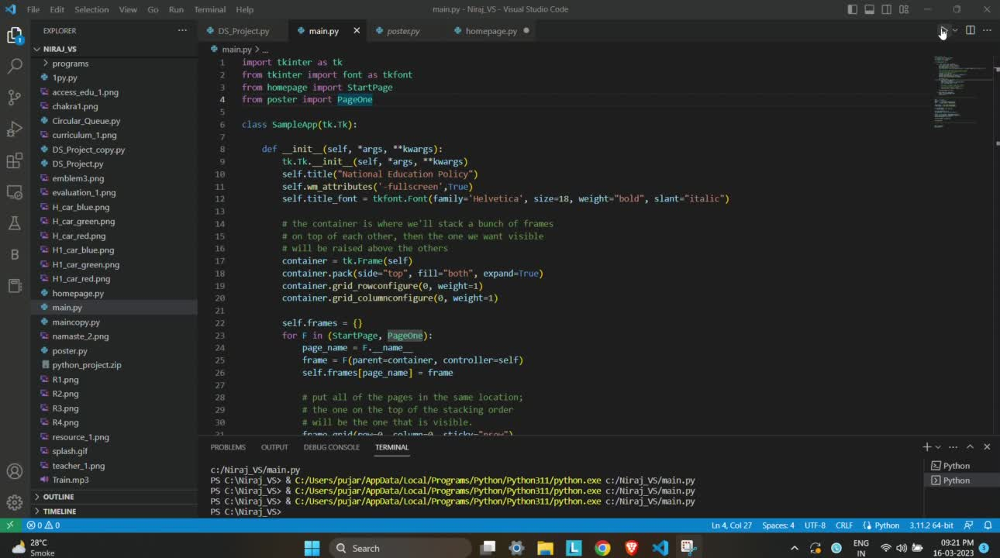 File Edit Selection View Go Run Terminal Help
main.py - Niraj_VS - Visual Studio Code
EXPLORER
DS_Project.py main.py poster.py homepage.py
NIRAJ_VS
main.py > ...
programs
1py.py
access_edu_1.png
chakra1.png
Circular_Queue.py
curriculum_1.png
DS_Project_copy.py
DS_Project.py
emblem3.png
evaluation_1.png
H_car_blue.png
H_car_green.png
H_car_red.png
H1_car_blue.png
H1_car_green.png
H1_car_red.png
homepage.py
main.py
maincopy.py
namaste_2.png
poster.py
python_project.zip
R1.png
R2.png
R3.png
R4.png
resource_1.png
splash.gif
teacher_1.png
Train.mp3
OUTLINE
TIMELINE
1 import tkinter as tk
2 from tkinter import font as tkfont
3 from homepage import StartPage
4 from poster import PageOne
5
6 class SampleApp(tk.Tk):
7
8 def __init__(self, *args, **kwargs):
9 tk.Tk.__init__(self, *args, **kwargs)
10 self.title("National Education Policy")
11 self.wm_attributes('-fullscreen',True)
12 self.title_font = tkfont.Font(family='Helvetica', size=18, weight="bold", slant="italic")
13
14 # the container is where we'll stack a bunch of frames
15 # on top of each other, then the one we want visible
16 # will be raised above the others
17 container = tk.Frame(self)
18 container.pack(side="top", fill="both", expand=True)
19 container.grid_rowconfigure(0, weight=1)
20 container.grid_columnconfigure(0, weight=1)
21
22 self.frames = {}
23 for F in (StartPage, PageOne):
24 page_name = F.__name__
25 frame = F(parent=container, controller=self)
26 self.frames[page_name] = frame
27
28 # put all of the pages in the same location;
29 # the one on the top of the stacking order
30 # will be the one that is visible.
31 frame.grid(row=0, column=0, sticky="nsew")
PROBLEMS OUTPUT DEBUG CONSOLE TERMINAL
c:/Niraj_VS/main.py
PS C:\Niraj_VS> & C:/Users/pujar/AppData/Local/Programs/Python/Python311/python.exe c:/Niraj_VS/main.py
PS C:\Niraj_VS> & C:/Users/pujar/AppData/Local/Programs/Python/Python311/python.exe c:/Niraj_VS/main.py
PS C:\Niraj_VS> & C:/Users/pujar/AppData/Local/Programs/Python/Python311/python.exe c:/Niraj_VS/main.py
PS C:\Niraj_VS>
Python
Python
0 0 Ln 4, Col 27 Spaces: 4 UTF-8 CRLF Python 3.11.2 64-bit
28°C
Smoke
Search
ENG
IN
09:21 PM
16-03-2023
3